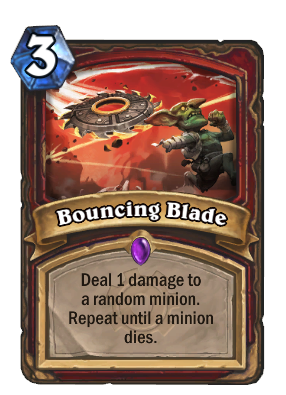 3
Bouncing Blade
Deal 1 damage to
a random minion.
Repeat until a minion
dies.